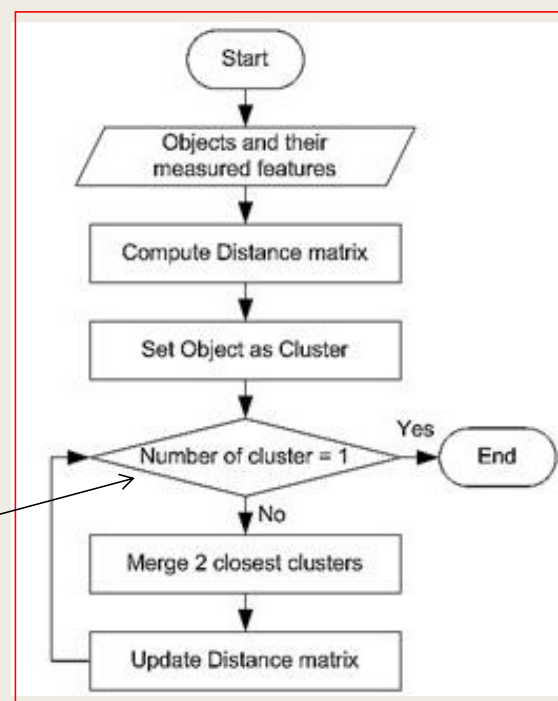 Start
Objects and their
measured features
Compute Distance matrix
Set Object as Cluster
Number of cluster = 1
Yes
End
No
Merge 2 closest clusters
Update Distance matrix